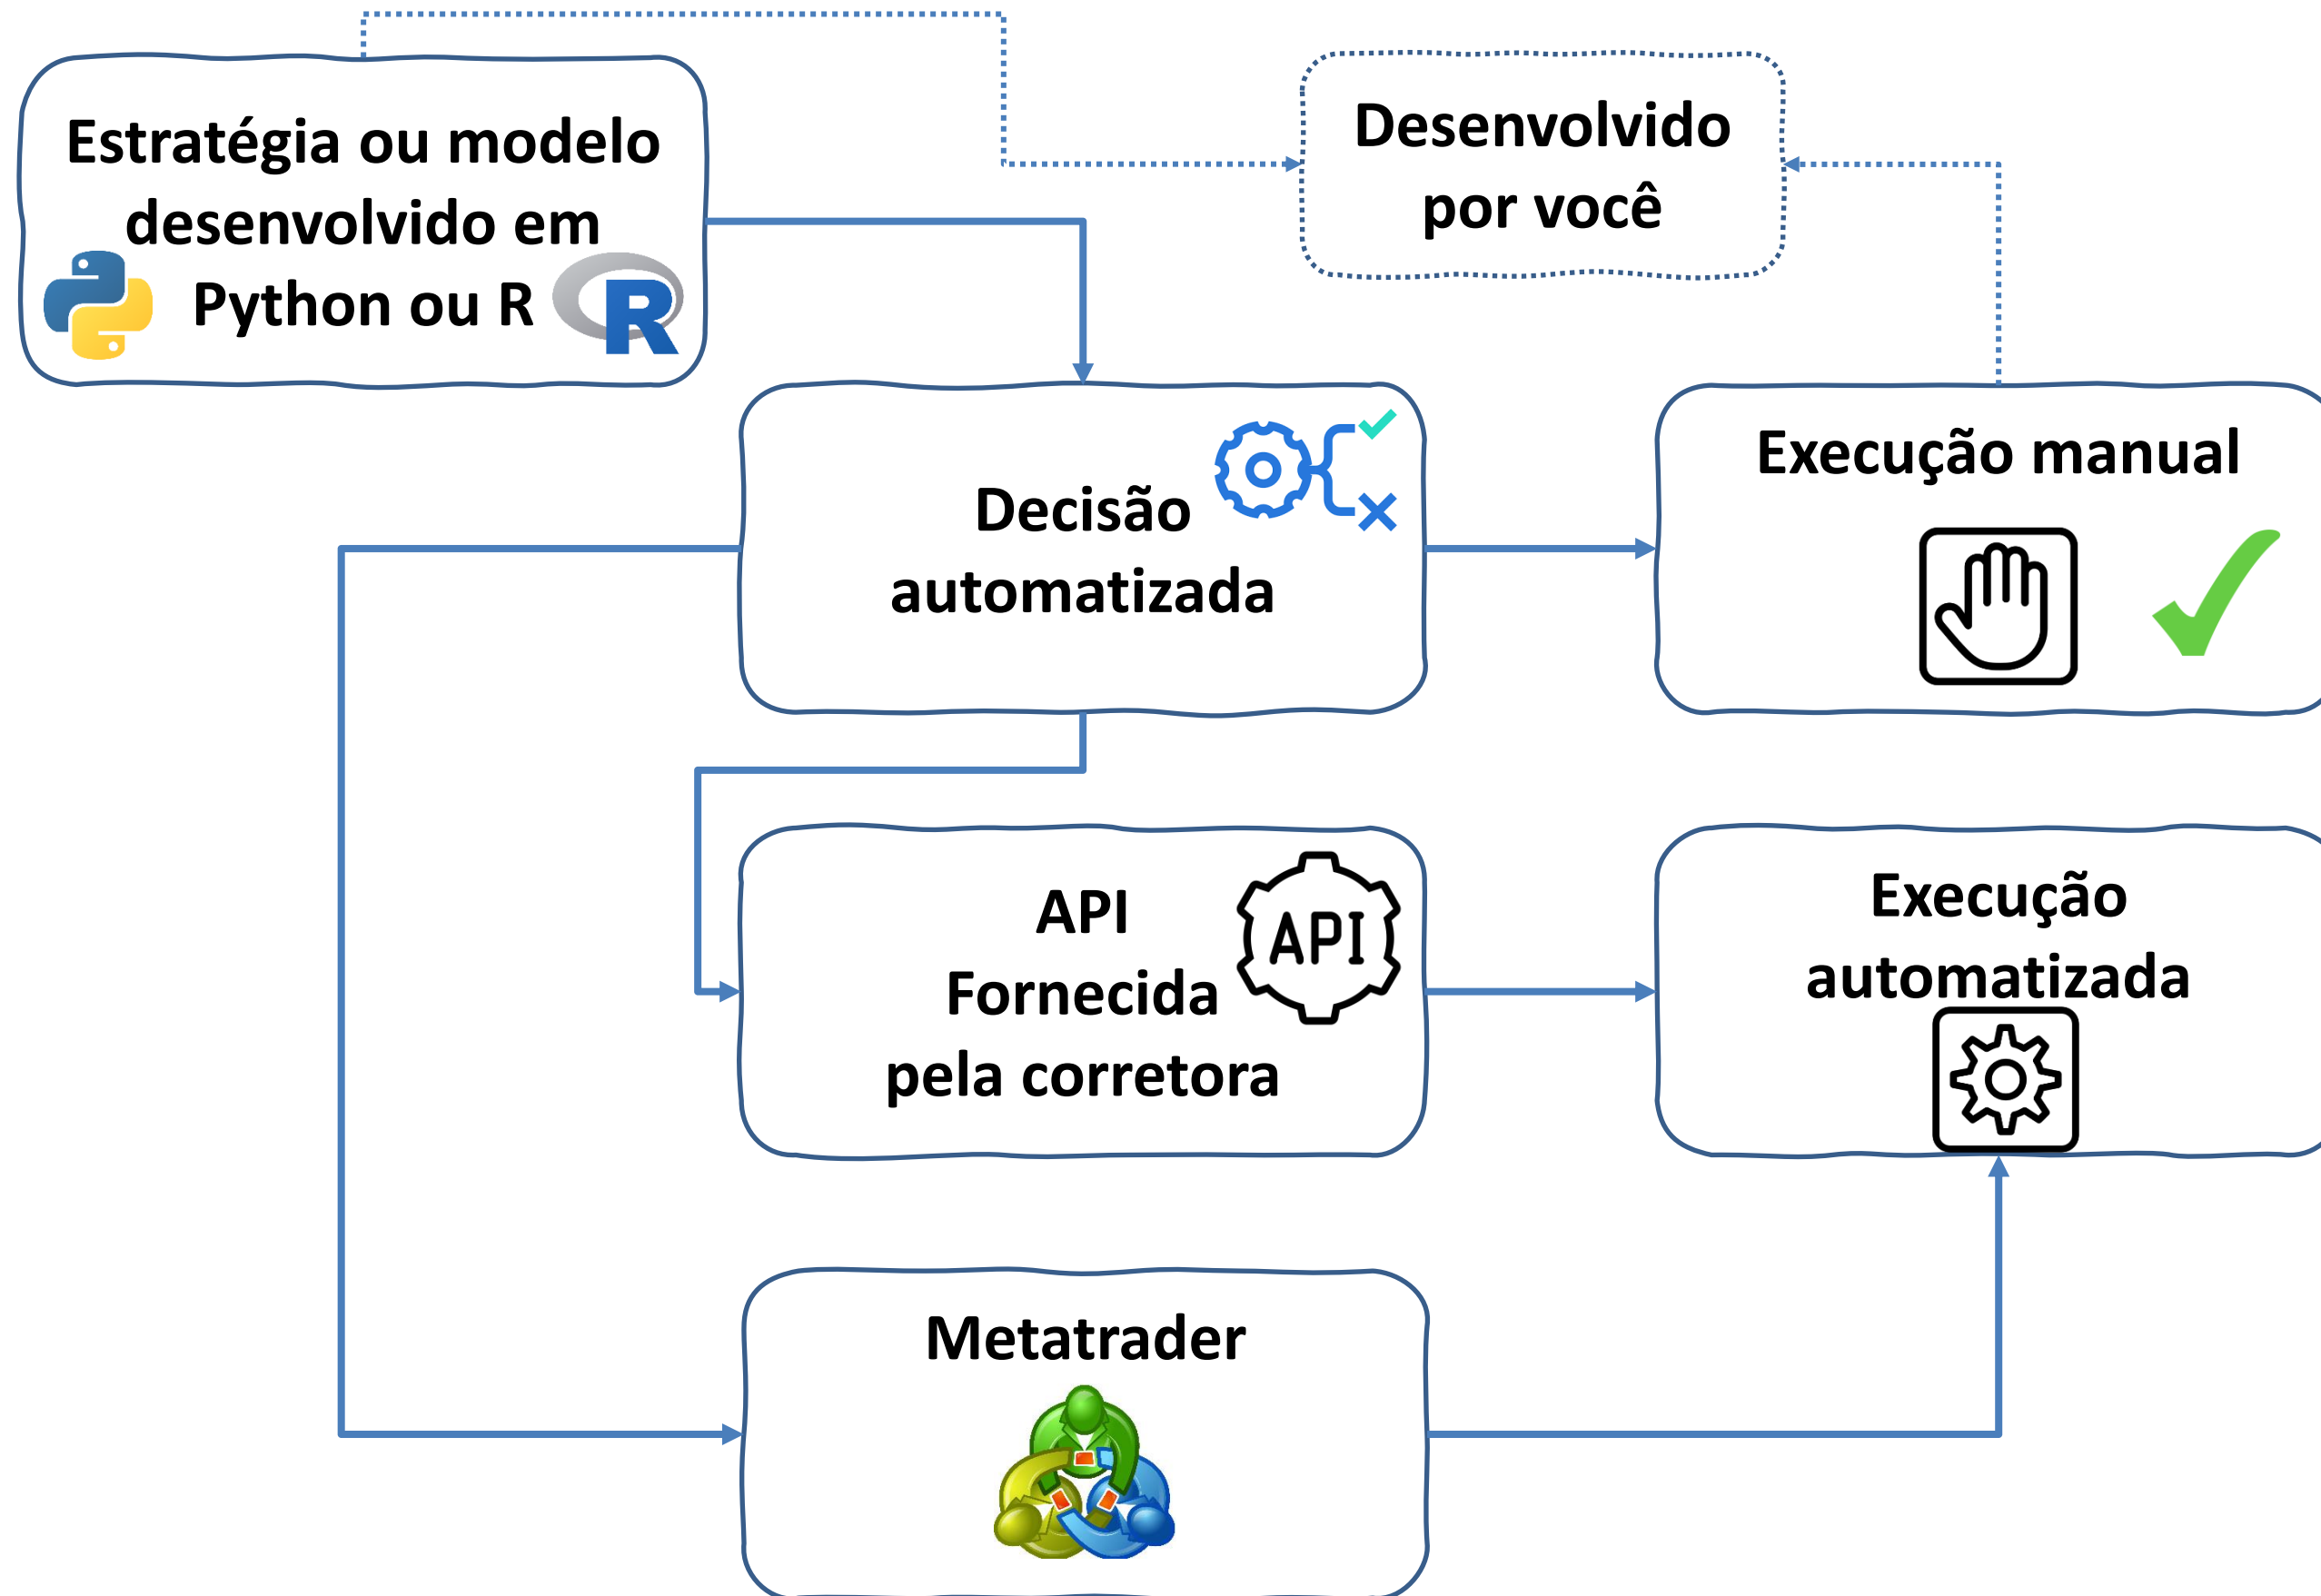 Estratégia ou modelo
desenvolvido em
Python ou R
R
Desenvolvido
por você
Decisão
automatizada
Execução manual
API
Fornecida
pela corretora
API
Execução
automatizada
Metatrader